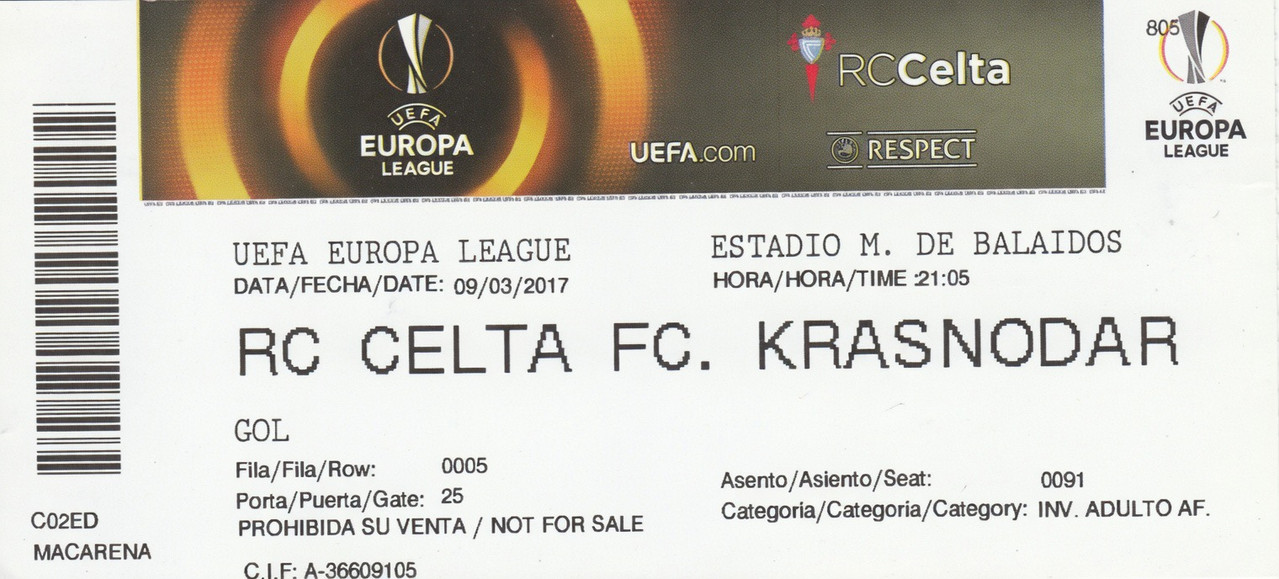 UEFA
EUROPA
LEAGUE
RCCelta
UEFA.com
RESPECT
805
UEFA
EUROPA
LEAGUE
UEFA EUROPA LEAGUE
DATA/FECHA/DATE: 09/03/2017
ESTADIO M. DE BALAIDOS
HORA/HORA/TIME :21:05
RC CELTA FC. KRASNODAR
GOL
Fila/Fila/Row: 0005
Porta/Puerta/Gate: 25
PROHIBIDA SU VENTA / NOT FOR SALE
C.I.F: A-36609105
Asento/Asiento/Seat: 0091
Categoria/Categoria/Category: INV. ADULTO AF.
C02ED
MACARENA